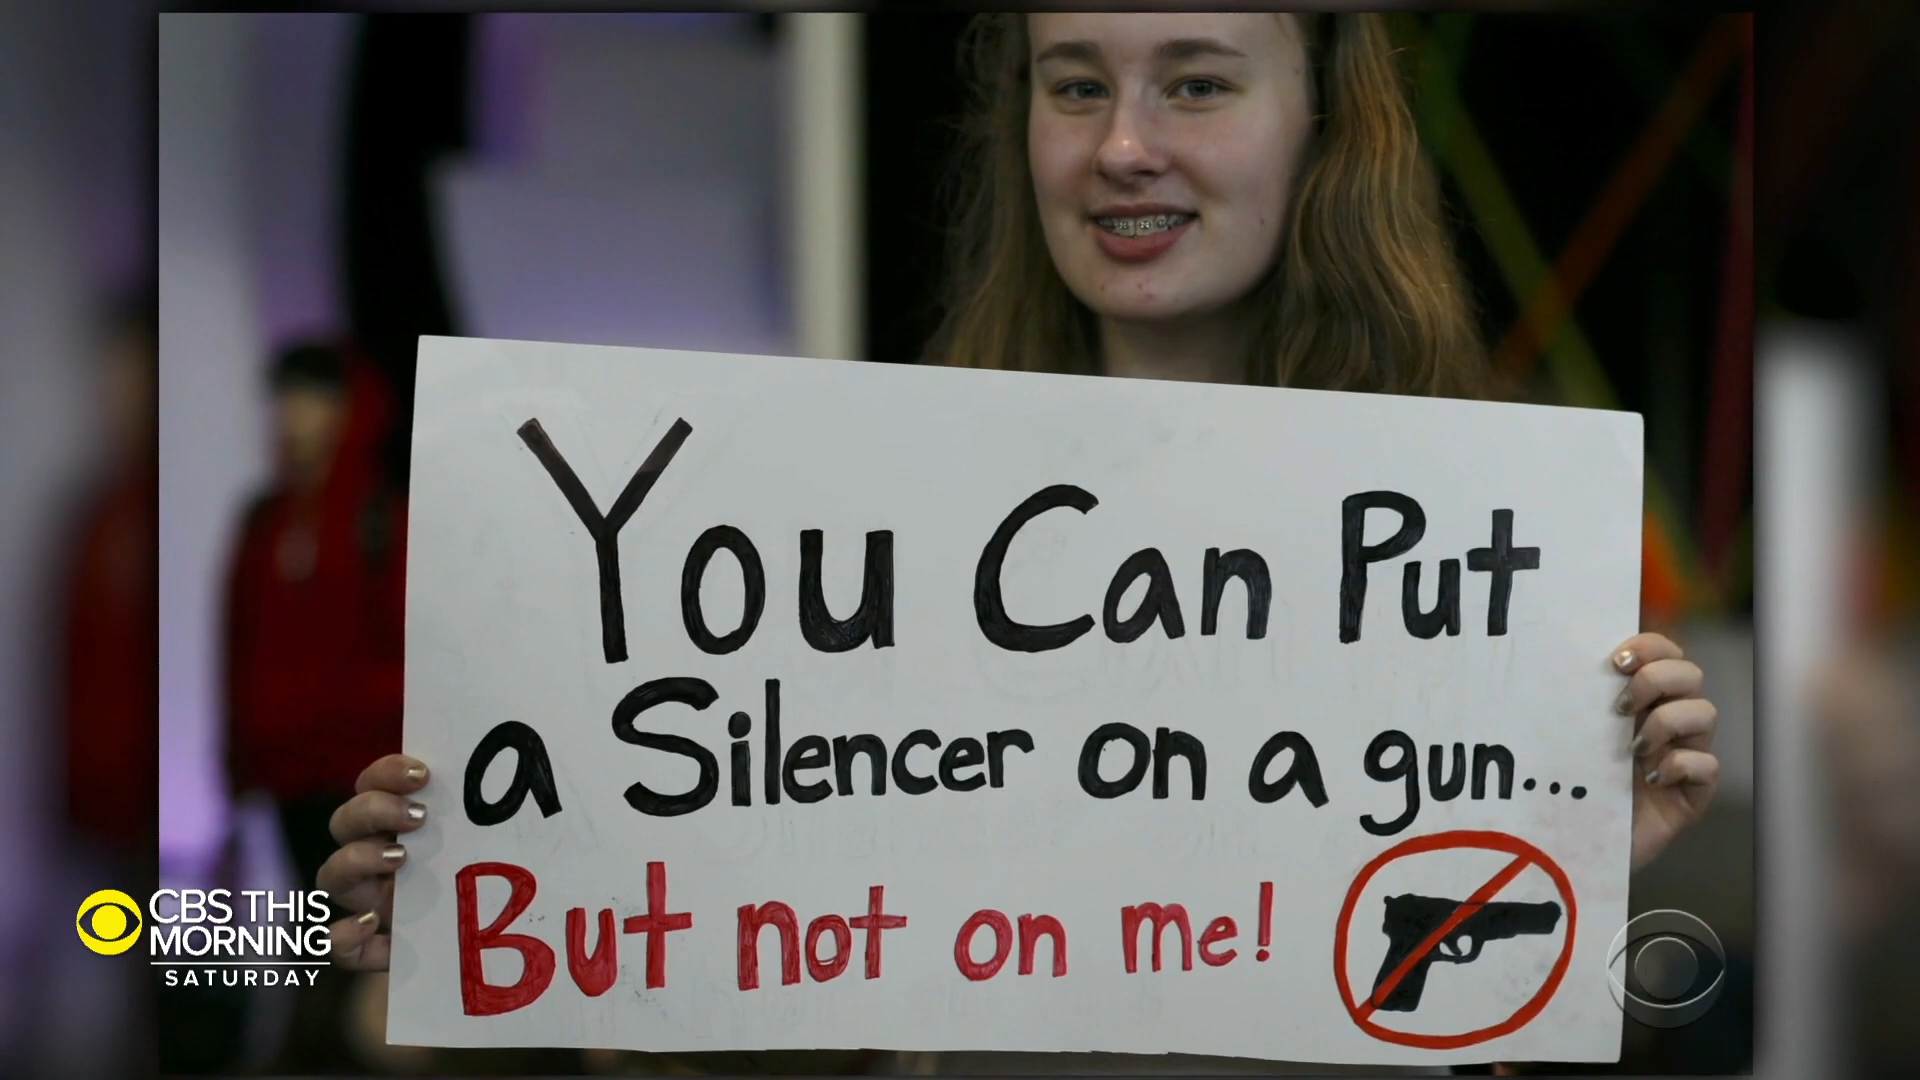 You Can Put
a Silencer on a gun...
But not on me!
CBS THIS
MORNING
SATURDAY